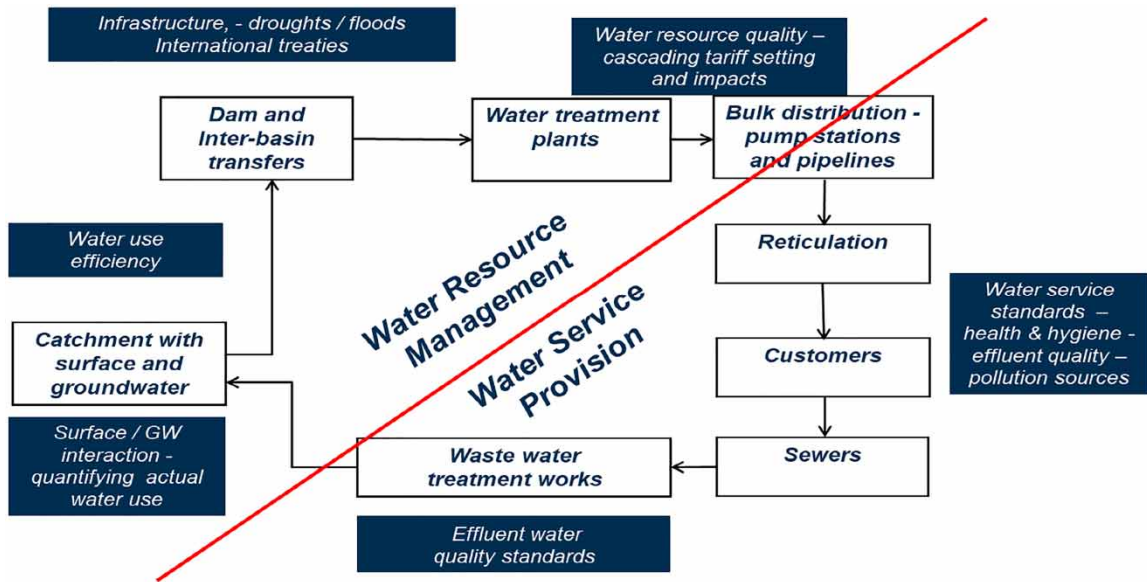 Infrastructure, - droughts / floods
International treaties
Water resource quality –
cascading tariff setting
and impacts
Dam and
Inter-basin
transfers
Water treatment
plants
Bulk distribution -
pump stations
and pipelines
Water use
efficiency
Reticulation
Water Resource
Management
Water Service
Provision
Water service
standards –
health & hygiene -
effluent quality –
pollution sources
Catchment with
surface and
groundwater
Customers
Surface / GW
interaction -
quantifying actual
water use
Waste water
treatment works
Sewers
Effluent water
quality standards